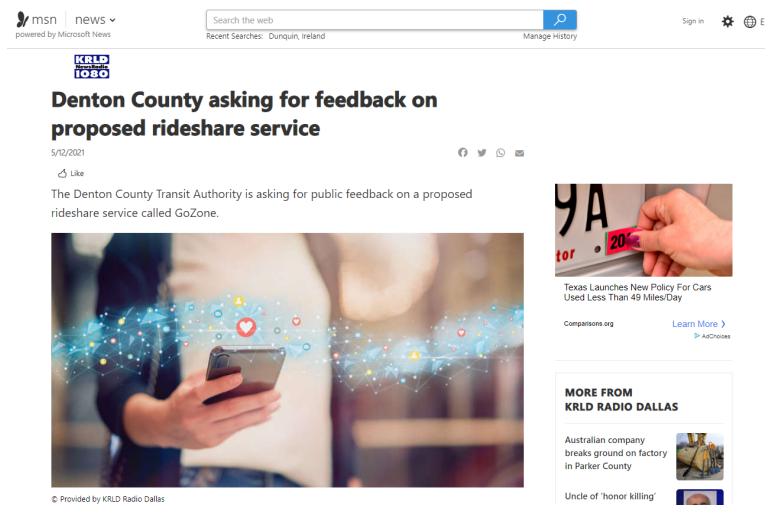 msn
news
powered by Microsoft News
Search the web
Recent Searches: Dunquin, Ireland
Manage History
Sign in
E
KRLD
NewsRadio
1080
Denton County asking for feedback on
proposed rideshare service
5/12/2021
Like
The Denton County Transit Authority is asking for public feedback on a proposed
rideshare service called GoZone.
© Provided by KRLD Radio Dallas
9A
tor
Texas Launches New Policy For Cars
Used Less Than 49 Miles/Day
Comparisons.org
Learn More
AdChoices
MORE FROM
KRLD RADIO DALLAS
Australian company
breaks ground on factory
in Parker County
Uncle of 'honor killing'